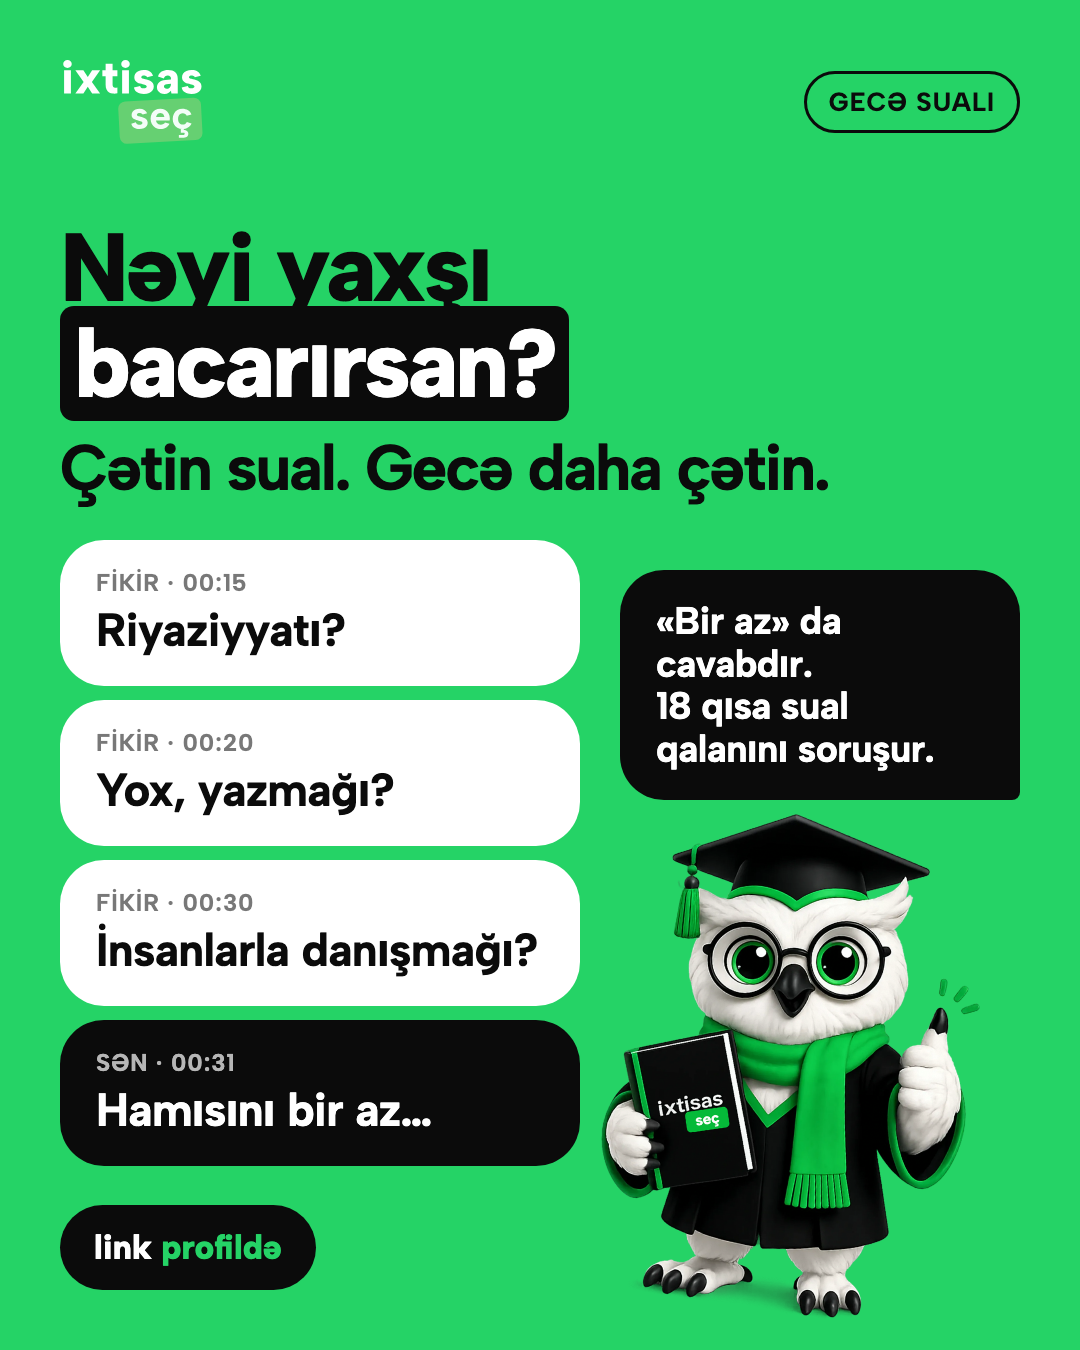 ixtisas
seç
GECƏ SUALI
Nəyi yaxşı
bacarırsan?
Çətin sual. Gecə daha çətin.
FİKİR · 00:15
Riyaziyyatı?
FİKİR · 00:20
Yox, yazmağı?
FİKİR · 00:30
İnsanlarla danışmağı?
SƏN · 00:31
Hamısını bir az...
«Bir az» da
cavabdır.
18 qısa sual
qalanını soruşur.
ixtisas
seç
link profildə